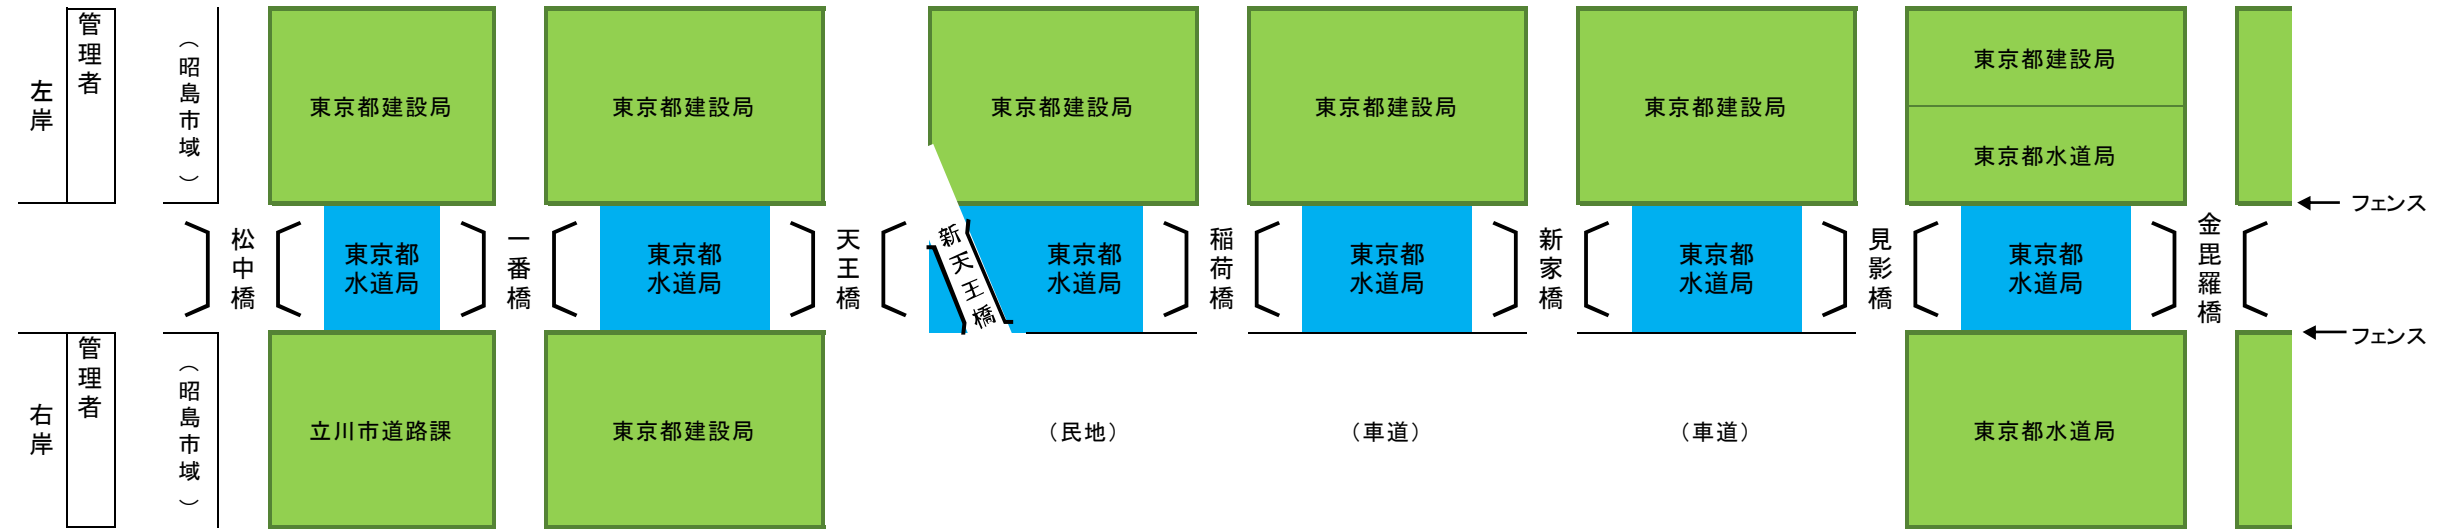 左岸
管理者
（昭島市域）
東京都建設局
東京都建設局
東京都建設局
東京都建設局
東京都建設局
東京都建設局
東京都水道局
フェンス
松中橋
東京都
水道局
一番橋
東京都
水道局
天王橋
新天王橋
東京都
水道局
稲荷橋
東京都
水道局
新家橋
東京都
水道局
見影橋
東京都
水道局
金毘羅橋
フェンス
右岸
管理者
（昭島市域）
立川市道路課
東京都建設局
（民地）
（車道）
（車道）
東京都水道局